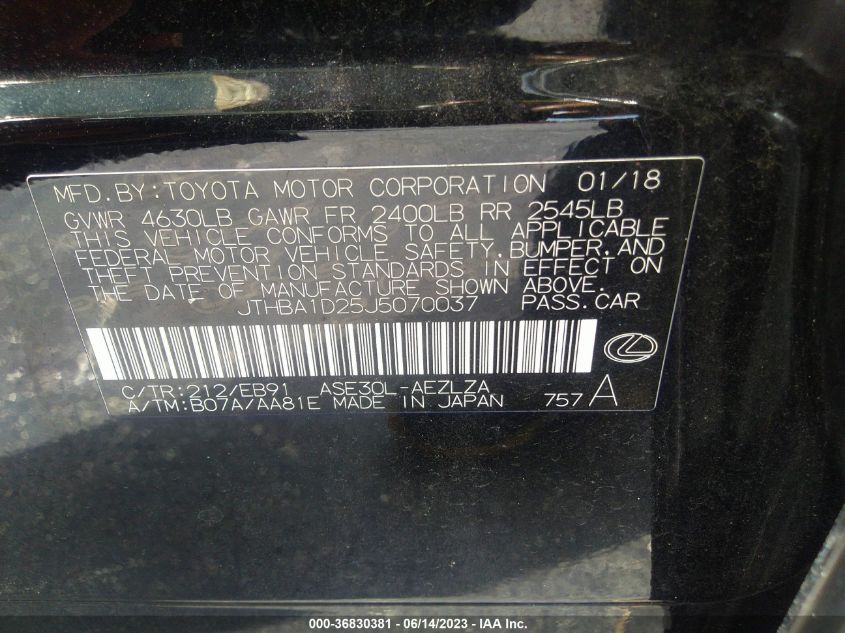 MFD.BY:TOYOTA MOTOR CORPORATION 01/18
GVWR 4630LB GAWR FR 2400LB RR 2545LB
THIS VEHICLE CONFORMS TO ALL APPLICABLE
FEDERAL MOTOR VEHICLE SAFETY,BUMPER,AND
THEFT PREVENTION STANDARDS IN EFFECT ON
THE DATE OF MANUFACTURE SHOWN ABOVE.
JTHBA1D25J5070037 PASS.CAR
C/TR:212/EB91 ASE30L-AEZLZA
A/TM:B07A/AA81E MADE IN JAPAN 757 A
000-36830381 - 06/14/2023 - IAA Inc.